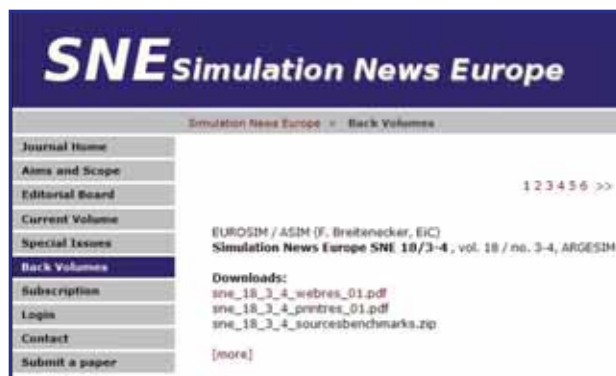 SNE Simulation News Europe
Simulation News Europe » Back Volumes
Journal Home
Aims and Scope
Editorial Board
Current Volume
Special Issues
Back Volumes
Subscription
Login
Contact
Submit a paper
1 2 3 4 5 6 >>
EUROSIM / ASIM (F. Breitenecker, EiC)
Simulation News Europe SNE 18/3-4 , vol. 18 / no. 3-4, ARGESIM
Downloads:
sne_18_3_4_webres_01.pdf
sne_18_3_4_printres_01.pdf
sne_18_3_4_sourcesbenchmarks.zip
[more]